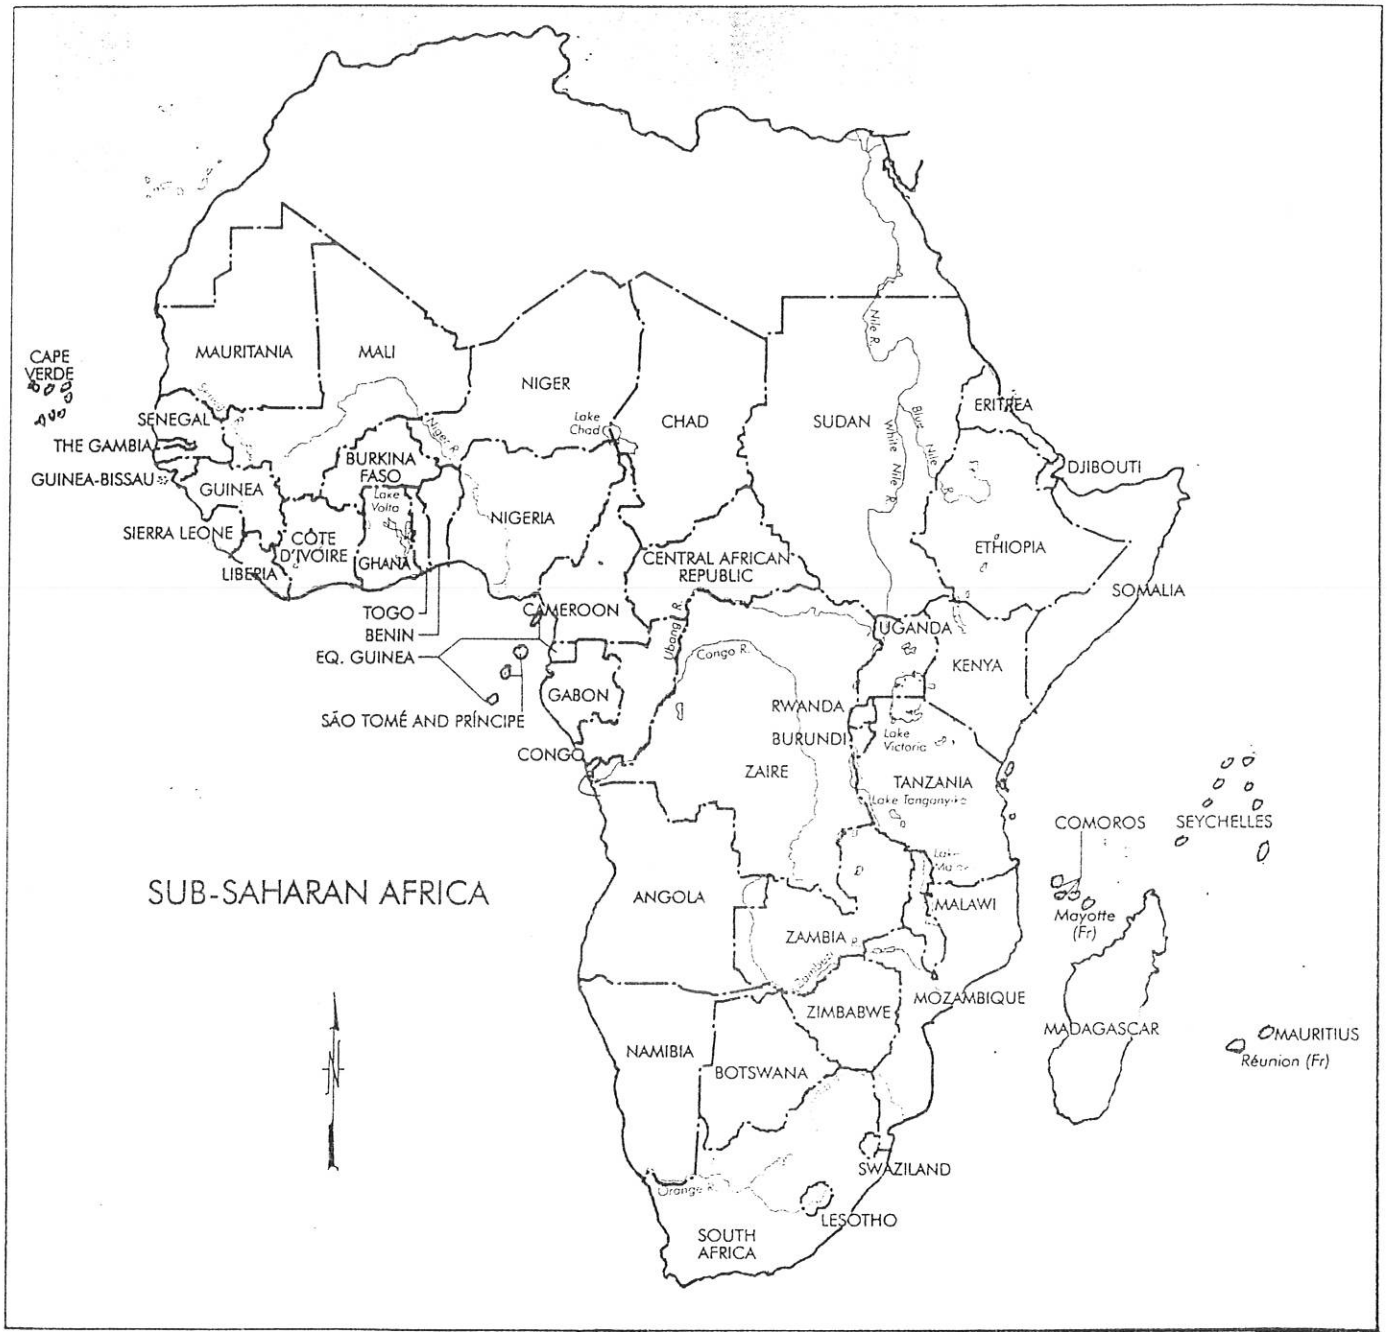 CAPE
VERDE
MAURITANIA
MALI
NIGER
CHAD
SUDAN
ERITREA
Nile R.
Blue Nile R.
White Nile R.
SENEGAL
THE GAMBIA
GUINEA-BISSAU
GUINEA
SIERRA LEONE
LIBERIA
CÔTE
D'IVOIRE
BURKINA
FASO
Lake
Volta
GHANA
Niger R.
Lake
Chad
NIGERIA
TOGO
BENIN
CAMEROON
EQ. GUINEA
SÃO TOMÉ AND PRÍNCIPE
GABON
CONGO
CENTRAL AFRICAN
REPUBLIC
DJIBOUTI
ETHIOPIA
SOMALIA
UGANDA
KENYA
Ubangi R.
Congo R.
RWANDA
BURUNDI
Lake
Victoria
ZAIRE
TANZANIA
Lake Tanganyika
COMOROS
SEYCHELLES
Mayotte
(Fr)
SUB-SAHARAN AFRICA
N
ANGOLA
ZAMBIA
Lake
MALAWI
MOZAMBIQUE
ZIMBABWE
MADAGASCAR
MAURITIUS
Réunion (Fr)
NAMIBIA
BOTSWANA
SWAZILAND
Orange R.
LESOTHO
SOUTH
AFRICA